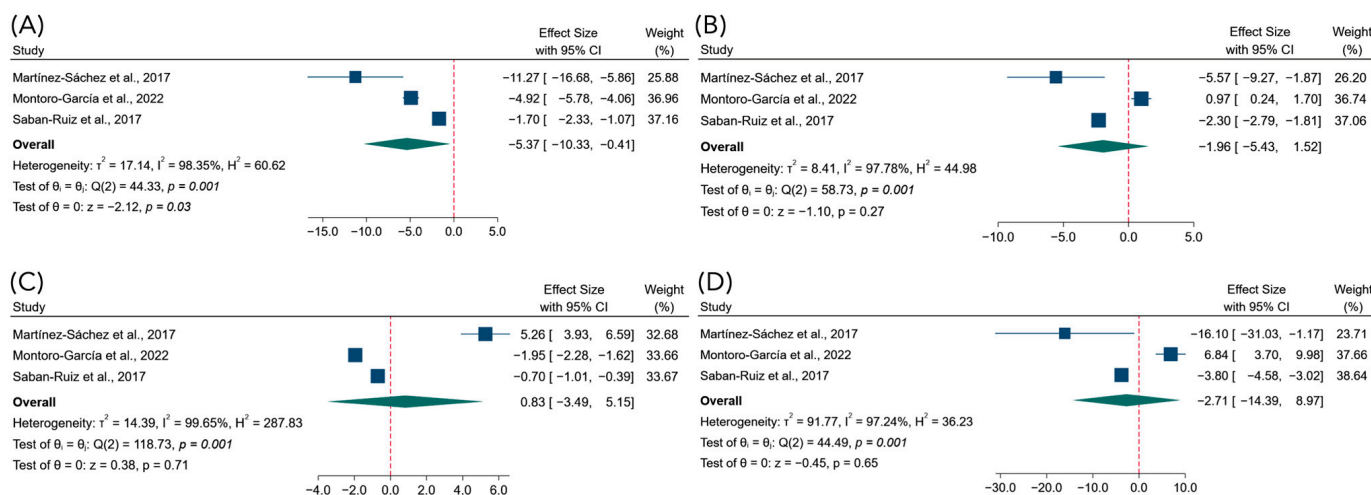 (A)
Effect Size Weight
Study with 95% CI (%)
Martínez-Sáchez et al., 2017 −11.27 [ −16.68, −5.86] 25.88
Montoro-García et al., 2022 −4.92 [ −5.78, −4.06] 36.96
Saban-Ruiz et al., 2017 −1.70 [ −2.33, −1.07] 37.16
Overall −5.37 [ −10.33, −0.41]
Heterogeneity: τ² = 17.14, I² = 98.35%, H² = 60.62
Test of θᵢ = θⱼ: Q(2) = 44.33, p = 0.001
Test of θ = 0: z = −2.12, p = 0.03
−15.0 −10.0 −5.0 0.0 5.0
(B)
Effect Size Weight
Study with 95% CI (%)
Martínez-Sáchez et al., 2017 −5.57 [ −9.27, −1.87] 26.20
Montoro-García et al., 2022 0.97 [ 0.24, 1.70] 36.74
Saban-Ruiz et al., 2017 −2.30 [ −2.79, −1.81] 37.06
Overall −1.96 [ −5.43, 1.52]
Heterogeneity: τ² = 8.41, I² = 97.78%, H² = 44.98
Test of θᵢ = θⱼ: Q(2) = 58.73, p = 0.001
Test of θ = 0: z = −1.10, p = 0.27
−10.0 −5.0 0.0 5.0
(C)
Effect Size Weight
Study with 95% CI (%)
Martínez-Sáchez et al., 2017 5.26 [ 3.93, 6.59] 32.68
Montoro-García et al., 2022 −1.95 [ −2.28, −1.62] 33.66
Saban-Ruiz et al., 2017 −0.70 [ −1.01, −0.39] 33.67
Overall 0.83 [ −3.49, 5.15]
Heterogeneity: τ² = 14.39, I² = 99.65%, H² = 287.83
Test of θᵢ = θⱼ: Q(2) = 118.73, p = 0.001
Test of θ = 0: z = 0.38, p = 0.71
−4.0 −2.0 0.0 2.0 4.0 6.0
(D)
Effect Size Weight
Study with 95% CI (%)
Martínez-Sáchez et al., 2017 −16.10 [ −31.03, −1.17] 23.71
Montoro-García et al., 2022 6.84 [ 3.70, 9.98] 37.66
Saban-Ruiz et al., 2017 −3.80 [ −4.58, −3.02] 38.64
Overall −2.71 [ −14.39, 8.97]
Heterogeneity: τ² = 91.77, I² = 97.24%, H² = 36.23
Test of θᵢ = θⱼ: Q(2) = 44.49, p = 0.001
Test of θ = 0: z = −0.45, p = 0.65
−30.0 −20.0 −10.0 0.0 10.0